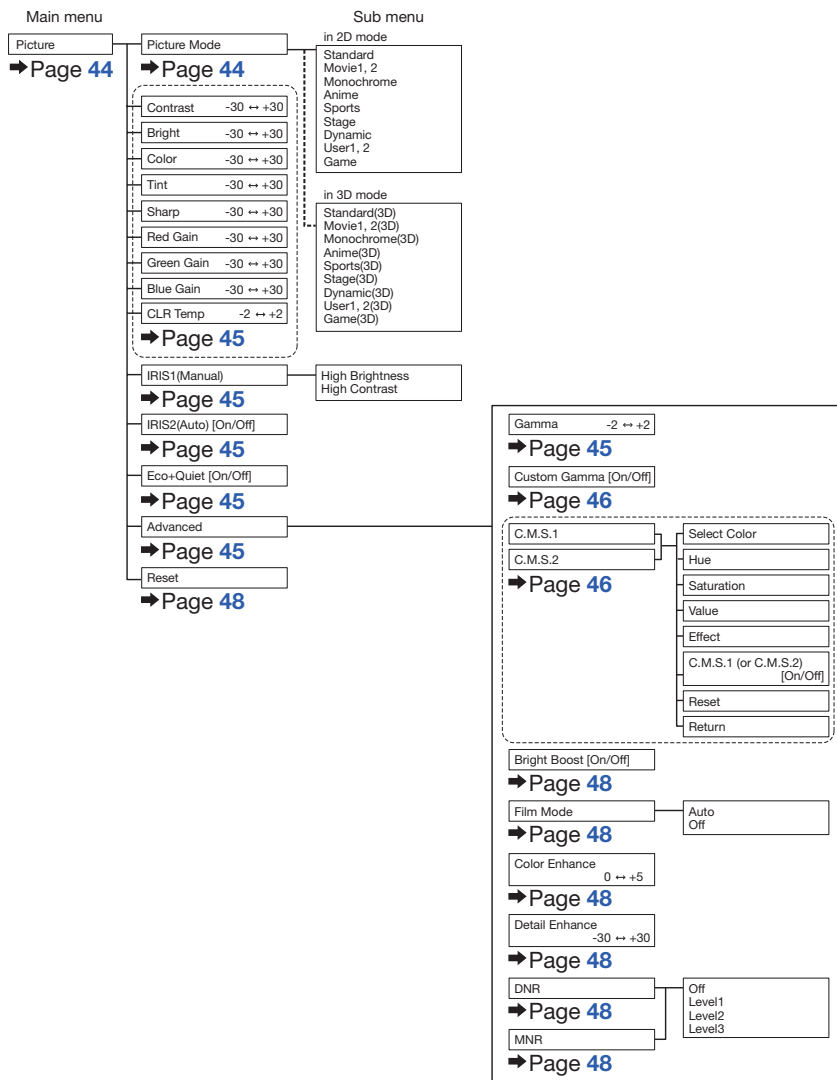 Main menu
Sub menu
Picture
➡Page 44
Picture Mode
➡Page 44
in 2D mode
Standard
Movie1, 2
Monochrome
Anime
Sports
Stage
Dynamic
User1, 2
Game
in 3D mode
Standard(3D)
Movie1, 2(3D)
Monochrome(3D)
Anime(3D)
Sports(3D)
Stage(3D)
Dynamic(3D)
User1, 2(3D)
Game(3D)
Contrast -30 ↔ +30
Bright -30 ↔ +30
Color -30 ↔ +30
Tint -30 ↔ +30
Sharp -30 ↔ +30
Red Gain -30 ↔ +30
Green Gain -30 ↔ +30
Blue Gain -30 ↔ +30
CLR Temp -2 ↔ +2
➡Page 45
IRIS1(Manual)
➡Page 45
High Brightness
High Contrast
IRIS2(Auto) [On/Off]
➡Page 45
Eco+Quiet [On/Off]
➡Page 45
Advanced
➡Page 45
Reset
➡Page 48
Gamma -2 ↔ +2
➡Page 45
Custom Gamma [On/Off]
➡Page 46
C.M.S.1
C.M.S.2
➡Page 46
Select Color
Hue
Saturation
Value
Effect
C.M.S.1 (or C.M.S.2)
[On/Off]
Reset
Return
Bright Boost [On/Off]
➡Page 48
Film Mode
➡Page 48
Auto
Off
Color Enhance
0 ↔ +5
➡Page 48
Detail Enhance
-30 ↔ +30
➡Page 48
DNR
➡Page 48
MNR
➡Page 48
Off
Level1
Level2
Level3